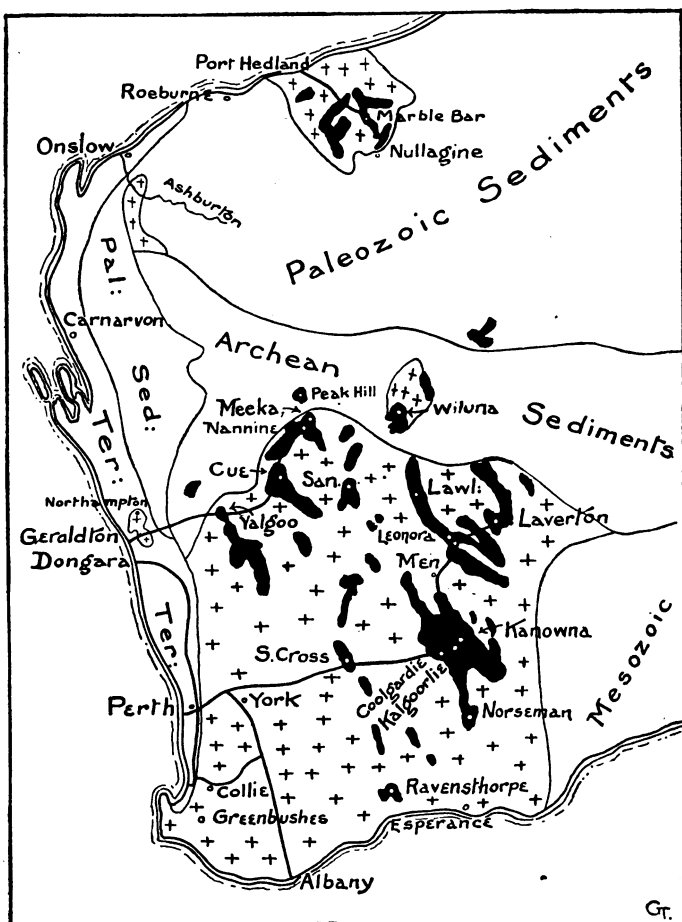 Port Hedland
Roeburne
Marble Bar
Onslow
Nullagine
Ashburton
Paleozoic Sediments
Pal:
Sed:
Carnarvon
Archean
Sediments
Peak Hill
Meeka,
Nannine
Wiluna
Ter:
Cue
San.
Lawl:
Northampton
Yalgoo
Laverton
Geraldton
Leonora
Dongara
Men
Ter:
Kanowna
S.Cross
Coolgardie
Kalgoorlie
Mesozoic
Perth
York
Norseman
Collie
Ravensthorpe
Greenbushes
Esperance
Albany
GT.